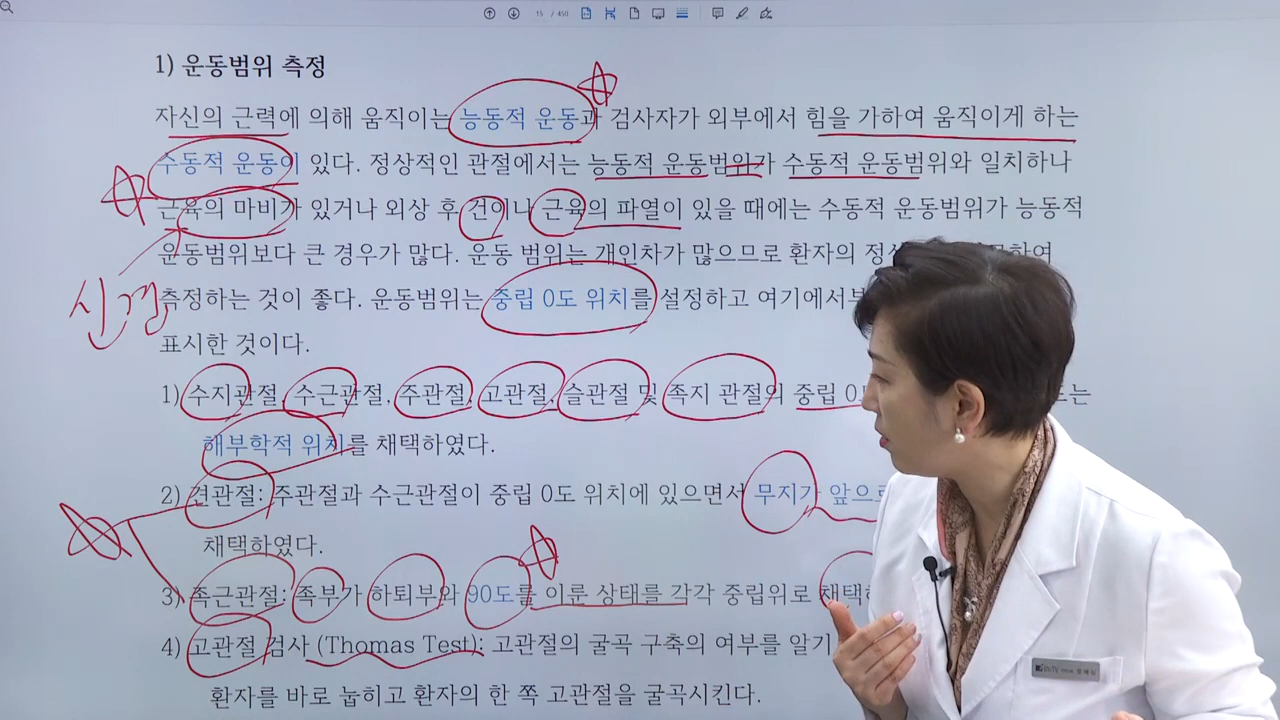 15 / 450
1) 운동범위 측정
자신의 근력에 의해 움직이는 능동적 운동과 검사자가 외부에서 힘을 가하여 움직이게 하는
수동적 운동이 있다. 정상적인 관절에서는 능동적 운동범위가 수동적 운동범위와 일치하나
근육의 마비가 있거나 외상 후 건이나 근육의 파열이 있을 때에는 수동적 운동범위가 능동적
운동범위보다 큰 경우가 많다. 운동 범위는 개인차가 많으므로 환자의 정상
신경
측정하는 것이 좋다. 운동범위는 중립 0도 위치를 설정하고 여기에서부
표시한 것이다.
1) 수지관절, 수근관절, 주관절, 고관절, 슬관절 및 족지 관절의 중립 0 는
해부학적 위치를 채택하였다.
2) 견관절: 주관절과 수근관절이 중립 0도 위치에 있으면서 무지가 앞으로
채택하였다.
3) 족근관절: 족부가 하퇴부와 90도를 이룬 상태를 각각 중립위로 채택
4) 고관절 검사 (Thomas Test): 고관절의 굴곡 구축의 여부를 알기
환자를 바로 눕히고 환자의 한 쪽 고관절을 굴곡시킨다.